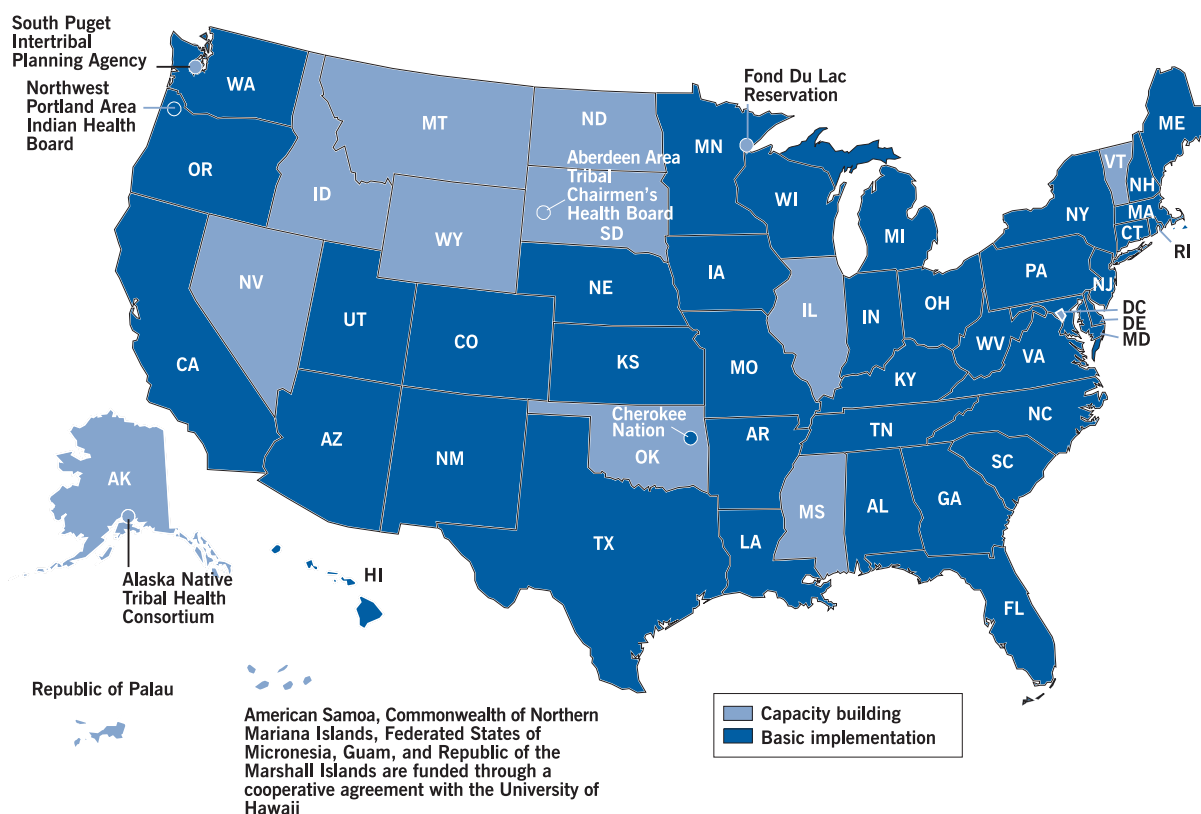 South Puget
Intertribal
Planning Agency
Northwest
Portland Area
Indian Health
Board
WA
OR
CA
NV
ID
MT
WY
UT
AZ
CO
NM
ND
Aberdeen Area
Tribal
Chairmen's
Health Board
SD
NE
KS
Cherokee
Nation
OK
TX
Fond Du Lac
Reservation
MN
IA
MO
AR
LA
WI
IL
MS
MI
IN
OH
KY
TN
AL
GA
FL
SC
NC
VA
WV
PA
NY
VT
NH
ME
MA
CT
RI
NJ
DC
DE
MD
AK
Alaska Native
Tribal Health
Consortium
HI
Republic of Palau
American Samoa, Commonwealth of Northern
Mariana Islands, Federated States of
Micronesia, Guam, and Republic of the
Marshall Islands are funded through a
cooperative agreement with the University of
Hawaii
Capacity building
Basic implementation